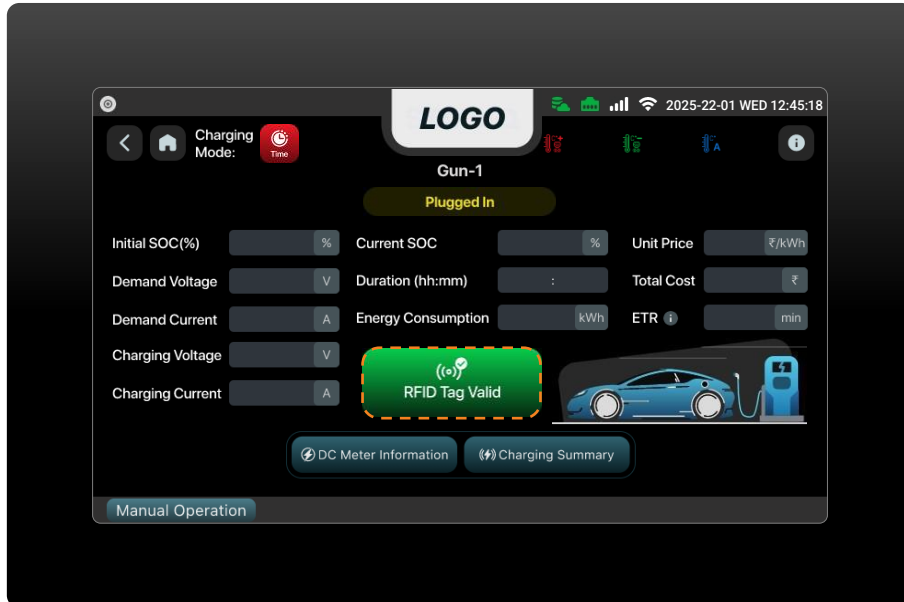 LOGO
2025-22-01 WED 12:45:18
Charging
Mode:
Time
A
Gun-1
Plugged In
Initial SOC(%) %
Current SOC %
Unit Price ₹/kWh
Demand Voltage V
Duration (hh:mm) :
Total Cost ₹
Demand Current A
Energy Consumption kWh
ETR i min
Charging Voltage V
Charging Current A
RFID Tag Valid
DC Meter Information
Charging Summary
Manual Operation